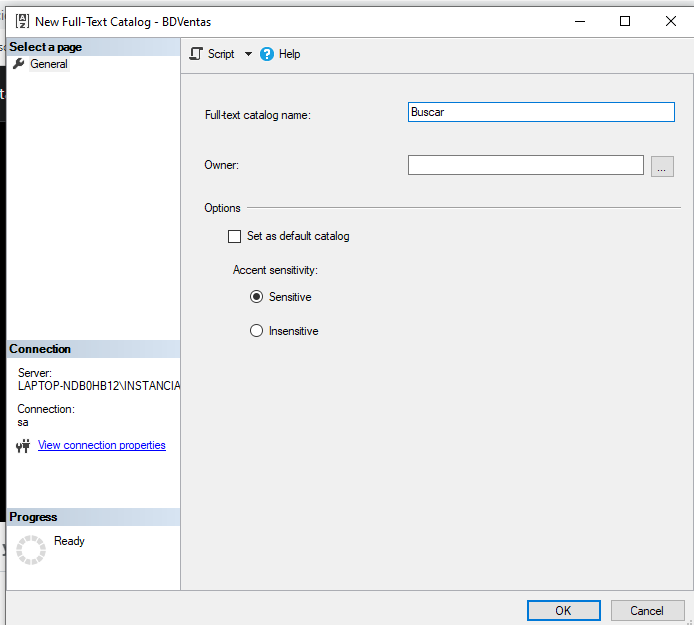 New Full-Text Catalog - BDVentas
Select a page
General
Script
Help
Full-text catalog name:
Buscar
Owner:
...
Options
Set as default catalog
Accent sensitivity:
Sensitive
Insensitive
Connection
Server:
LAPTOP-NDB0HB12\INSTANCIA
Connection:
sa
View connection properties
Progress
Ready
OK
Cancel